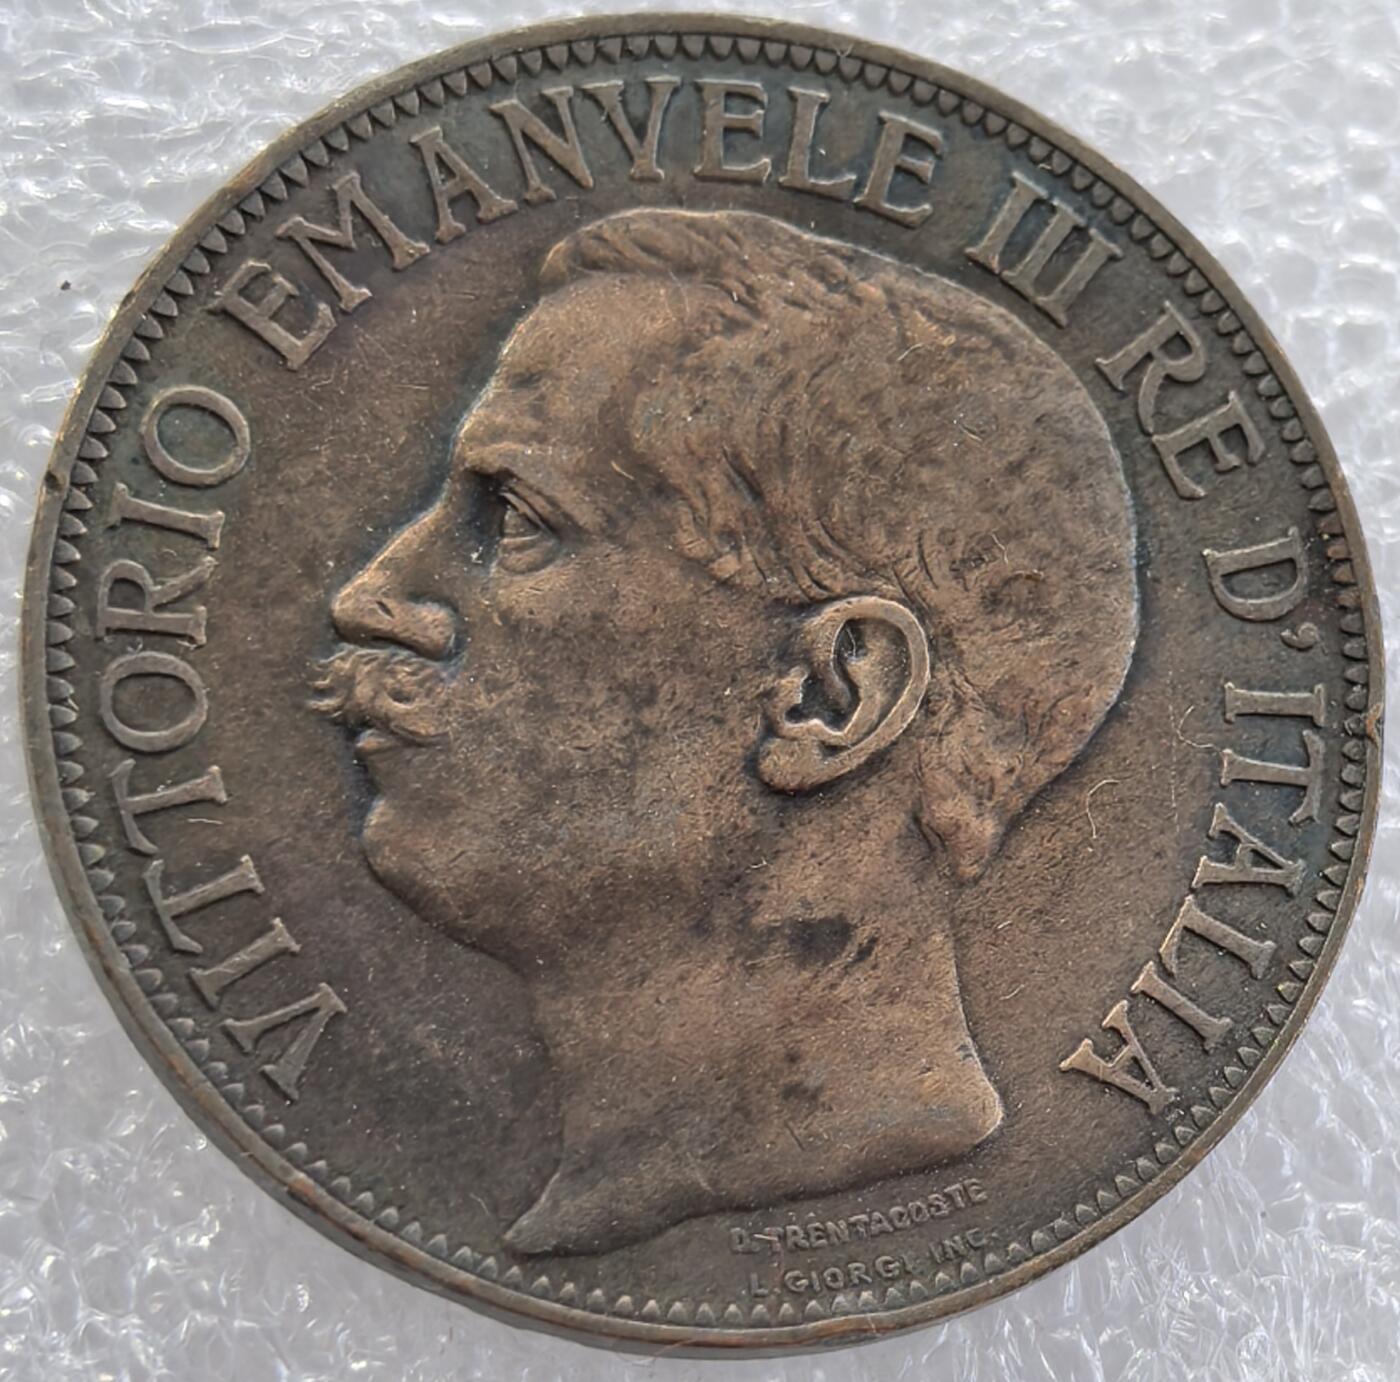 VITTORIO EMANVELE III RE D'ITALIA
D. TRENTACOSTE
L. GIORGI INC.